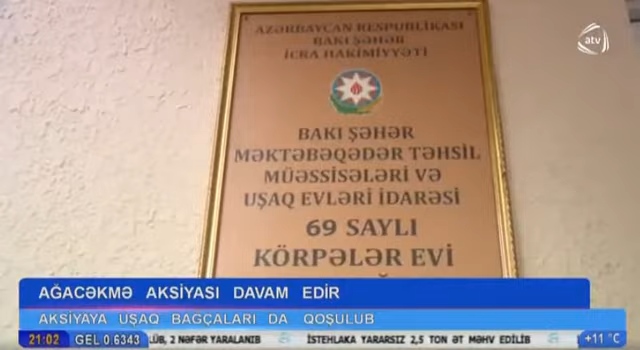 AZƏRBAYCAN RESPUBLİKASI
BAKI ŞƏHƏR
İCRA HAKİMİYYƏTİ
atv
BAKI ŞƏHƏR
MƏKTƏBƏQƏDƏR TƏHSİL
MÜƏSSİSƏLƏRİ VƏ
UŞAQ EVLƏRİ İDARƏSİ
69 SAYLI
KÖRPƏLƏR EVİ
AĞACƏKMƏ AKSİYASI DAVAM EDİR
AKSİYAYA UŞAQ BAĞÇALARI DA QOŞULUB
21:02 GEL 0.6343 LÜB, 2 NƏFƏR YARALANIB İSTEHLAKA YARARSIZ 2,5 TON ƏT MƏHV EDİLİB +11°C